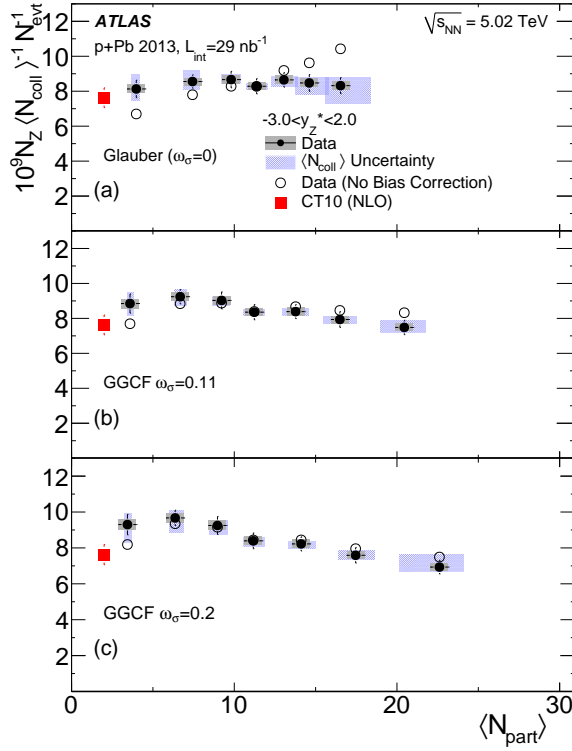 ATLAS
√s_NN = 5.02 TeV
p+Pb 2013, L_int=29 nb⁻¹
-3.0<y_Z*<2.0
Data
⟨N_coll⟩ Uncertainty
Data (No Bias Correction)
CT10 (NLO)
Glauber (ω_σ=0)
(a)
12
10
8
6
4
2
10⁹N_Z ⟨N_coll⟩⁻¹ N_evt⁻¹
12
10
8
6
4
2
GGCF ω_σ=0.11
(b)
12
10
8
6
4
2
GGCF ω_σ=0.2
(c)
0 10 20 30
⟨N_part⟩